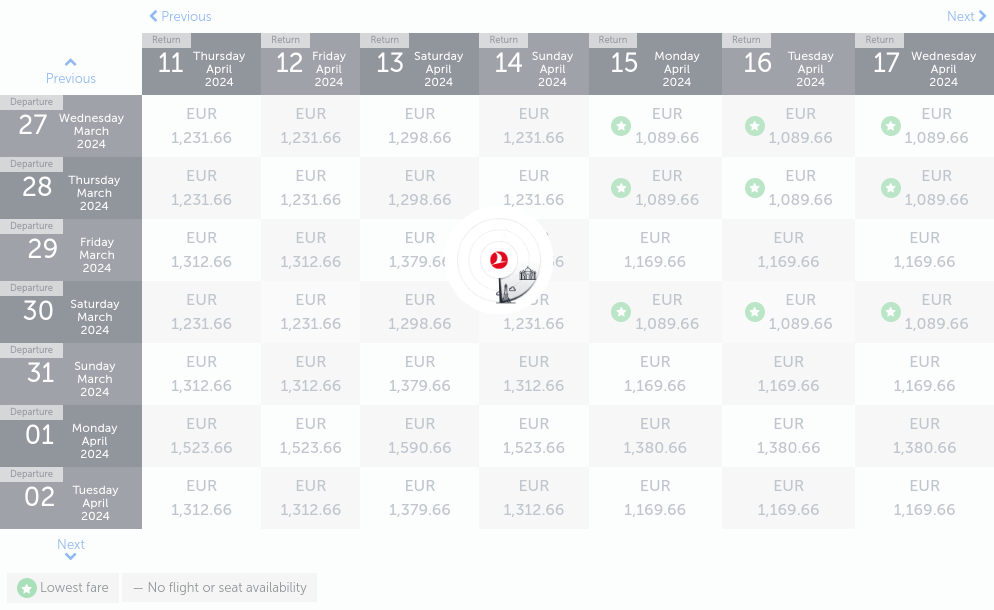 Previous
Next
Previous
Return
11 Thursday
April
2024
Return
12 Friday
April
2024
Return
13 Saturday
April
2024
Return
14 Sunday
April
2024
Return
15 Monday
April
2024
Return
16 Tuesday
April
2024
Return
17 Wednesday
April
2024
Departure
27 Wednesday
March
2024
EUR EUR EUR EUR EUR EUR EUR
1,231.66 1,231.66 1,298.66 1,231.66 1,089.66 1,089.66 1,089.66
Departure
28 Thursday
March
2024
EUR EUR EUR EUR EUR EUR EUR
1,231.66 1,231.66 1,298.66 1,231.66 1,089.66 1,089.66 1,089.66
Departure
29 Friday
March
2024
EUR EUR EUR EUR EUR EUR
1,312.66 1,312.66 1,379.66 1,169.66 1,169.66 1,169.66
Departure
30 Saturday
March
2024
EUR EUR EUR EUR EUR EUR EUR
1,231.66 1,231.66 1,298.66 1,231.66 1,089.66 1,089.66 1,089.66
Departure
31 Sunday
March
2024
EUR EUR EUR EUR EUR EUR EUR
1,312.66 1,312.66 1,379.66 1,312.66 1,169.66 1,169.66 1,169.66
Departure
01 Monday
April
2024
EUR EUR EUR EUR EUR EUR EUR
1,523.66 1,523.66 1,590.66 1,523.66 1,380.66 1,380.66 1,380.66
Departure
02 Tuesday
April
2024
EUR EUR EUR EUR EUR EUR EUR
1,312.66 1,312.66 1,379.66 1,312.66 1,169.66 1,169.66 1,169.66
Next
Lowest fare
— No flight or seat availability